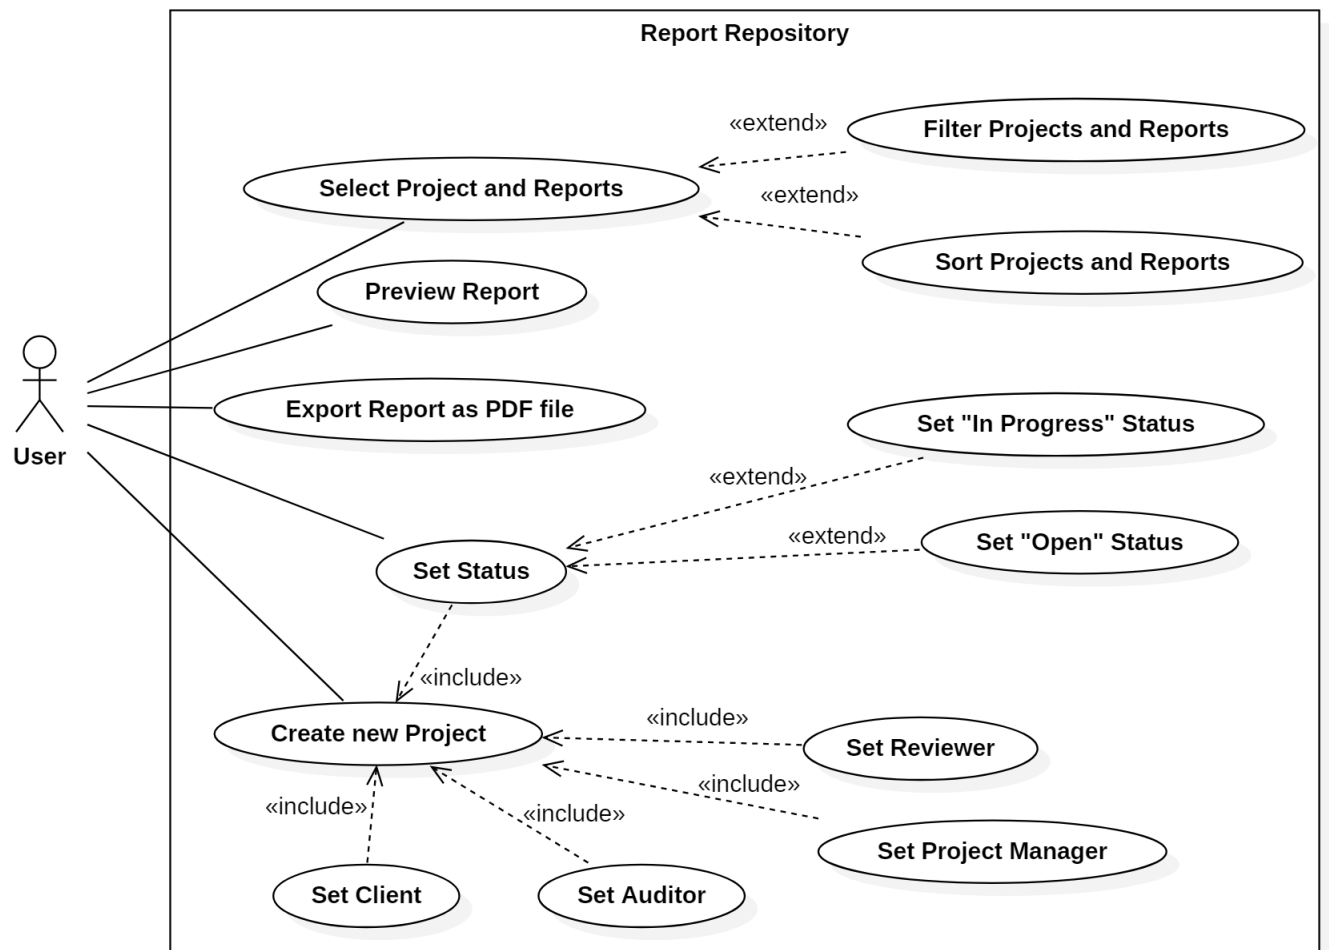 Report Repository
«extend»
Filter Projects and Reports
Select Project and Reports
«extend»
Sort Projects and Reports
Preview Report
Export Report as PDF file
User
Set "In Progress" Status
«extend»
«extend»
Set "Open" Status
Set Status
«include»
Create new Project
«include»
Set Reviewer
«include»
«include»
«include»
Set Project Manager
Set Client
Set Auditor